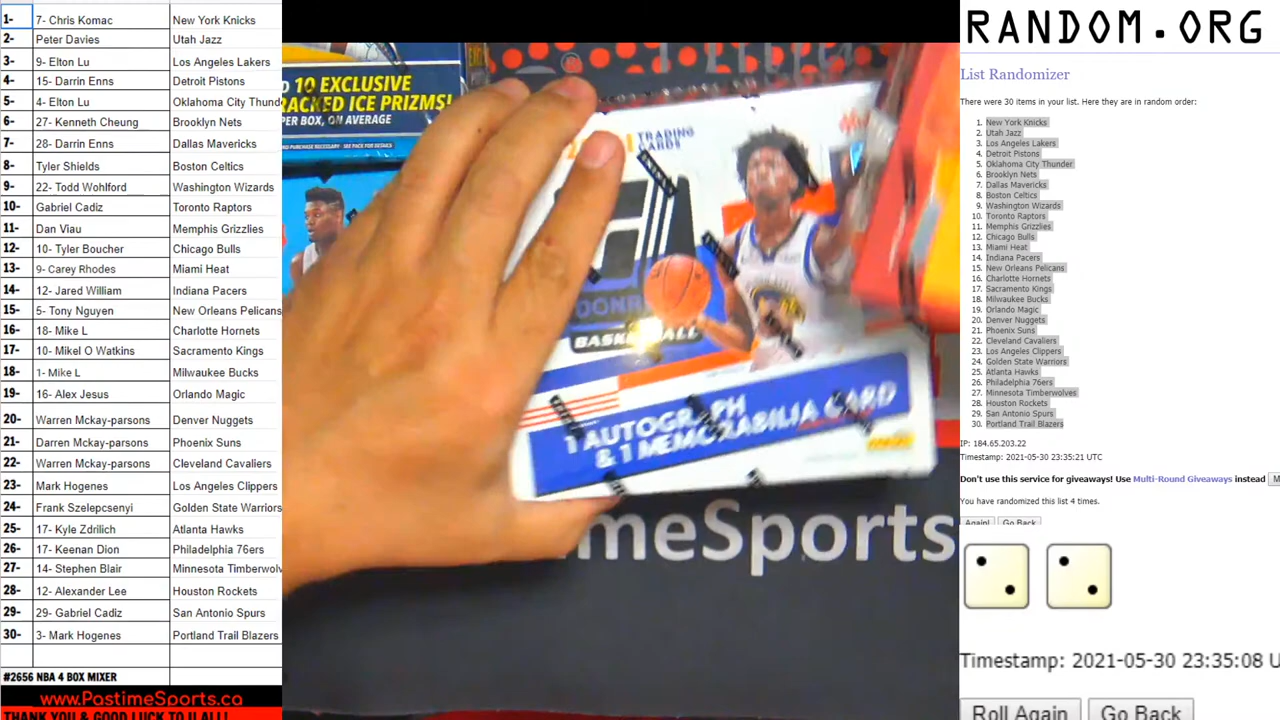 1- 7- Chris Komac New York Knicks
2- Peter Davies Utah Jazz
3- 9- Elton Lu Los Angeles Lakers
4- 15- Darrin Enns Detroit Pistons
5- 4- Elton Lu Oklahoma City Thund
6- 27- Kenneth Cheung Brooklyn Nets
7- 28- Darrin Enns Dallas Mavericks
8- Tyler Shields Boston Celtics
9- 22- Todd Wohlford Washington Wizards
10- Gabriel Cadiz Toronto Raptors
11- Dan Viau Memphis Grizzlies
12- 10- Tyler Boucher Chicago Bulls
13- 9- Carey Rhodes Miami Heat
14- 12- Jared William Indiana Pacers
15- 5- Tony Nguyen New Orleans Pelicans
16- 18- Mike L Charlotte Hornets
17- 10- Mikel O Watkins Sacramento Kings
18- 1- Mike L Milwaukee Bucks
19- 16- Alex Jesus Orlando Magic
20- Warren Mckay-parsons Denver Nuggets
21- Darren Mckay-parsons Phoenix Suns
22- Warren Mckay-parsons Cleveland Cavaliers
23- Mark Hogenes Los Angeles Clippers
24- Frank Szelepcsenyi Golden State Warriors
25- 17- Kyle Zdrilich Atlanta Hawks
26- 17- Keenan Dion Philadelphia 76ers
27- 14- Stephen Blair Minnesota Timberwolv
28- 12- Alexander Lee Houston Rockets
29- 29- Gabriel Cadiz San Antonio Spurs
30- 3- Mark Hogenes Portland Trail Blazers
#2656 NBA 4 BOX MIXER
www.PastimeSports.ca
THANK YOU & GOOD LUCK TO U ALL!
10 EXCLUSIVE
RACKED ICE PRIZMS!
PER BOX, ON AVERAGE
TRADING
CARDS
DONR
BASKETBALL
1 AUTOGRAPH
& 1 MEMORABILIA CARD
PANINI
imeSports
RANDOM.ORG
List Randomizer
There were 30 items in your list. Here they are in random order:
1. New York Knicks
2. Utah Jazz
3. Los Angeles Lakers
4. Detroit Pistons
5. Oklahoma City Thunder
6. Brooklyn Nets
7. Dallas Mavericks
8. Boston Celtics
9. Washington Wizards
10. Toronto Raptors
11. Memphis Grizzlies
12. Chicago Bulls
13. Miami Heat
14. Indiana Pacers
15. New Orleans Pelicans
16. Charlotte Hornets
17. Sacramento Kings
18. Milwaukee Bucks
19. Orlando Magic
20. Denver Nuggets
21. Phoenix Suns
22. Cleveland Cavaliers
23. Los Angeles Clippers
24. Golden State Warriors
25. Atlanta Hawks
26. Philadelphia 76ers
27. Minnesota Timberwolves
28. Houston Rockets
29. San Antonio Spurs
30. Portland Trail Blazers
IP: 184.65.203.22
Timestamp: 2021-05-30 23:35:21 UTC
Don't use this service for giveaways! Use Multi-Round Giveaways instead M
You have randomized this list 4 times.
Again! Go Back
Timestamp: 2021-05-30 23:35:08 U
Roll Again Go Back